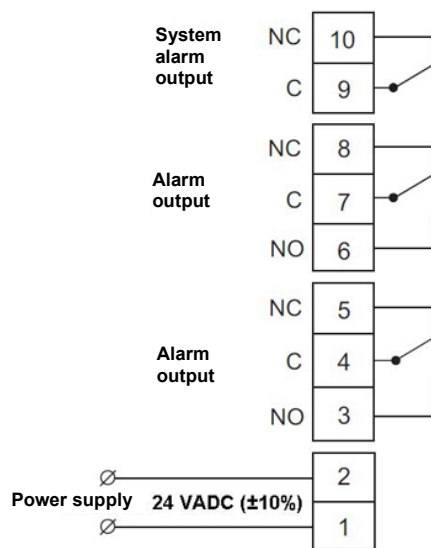 System
alarm
output
NC 10
C 9
NC 8
Alarm
output
C 7
NO 6
NC 5
Alarm
output
C 4
NO 3
2
Power supply 24 VADC (±10%)
1